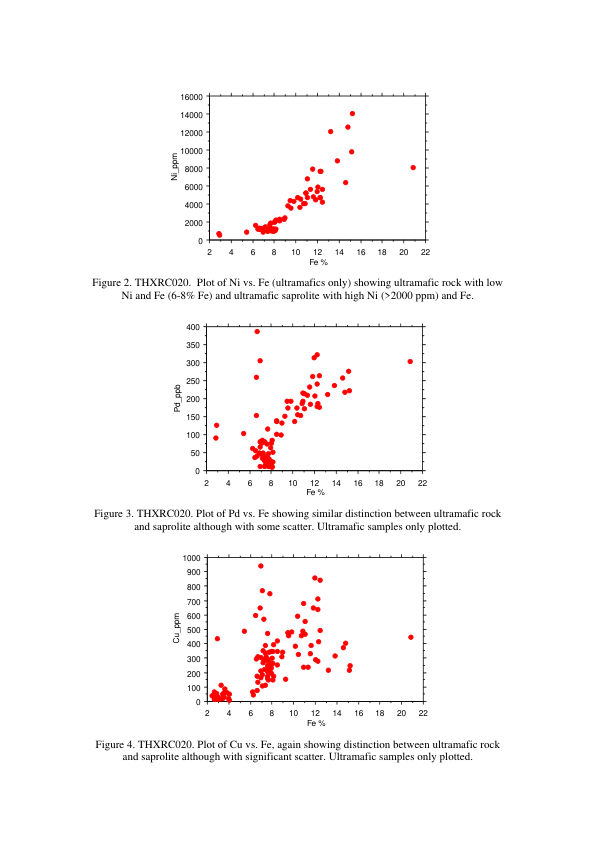 16000
14000
12000
10000
8000
6000
4000
2000
0
Ni_ppm
2 4 6 8 10 12 14 16 18 20 22
Fe %
Figure 2. THXRC020. Plot of Ni vs. Fe (ultramafics only) showing ultramafic rock with low
Ni and Fe (6-8% Fe) and ultramafic saprolite with high Ni (>2000 ppm) and Fe.
400
350
300
250
200
150
100
50
0
Pd_ppb
2 4 6 8 10 12 14 16 18 20 22
Fe %
Figure 3. THXRC020. Plot of Pd vs. Fe showing similar distinction between ultramafic rock
and saprolite although with some scatter. Ultramafic samples only plotted.
1000
900
800
700
600
500
400
300
200
100
0
Cu_ppm
2 4 6 8 10 12 14 16 18 20 22
Fe %
Figure 4. THXRC020. Plot of Cu vs. Fe, again showing distinction between ultramafic rock
and saprolite although with significant scatter. Ultramafic samples only plotted.